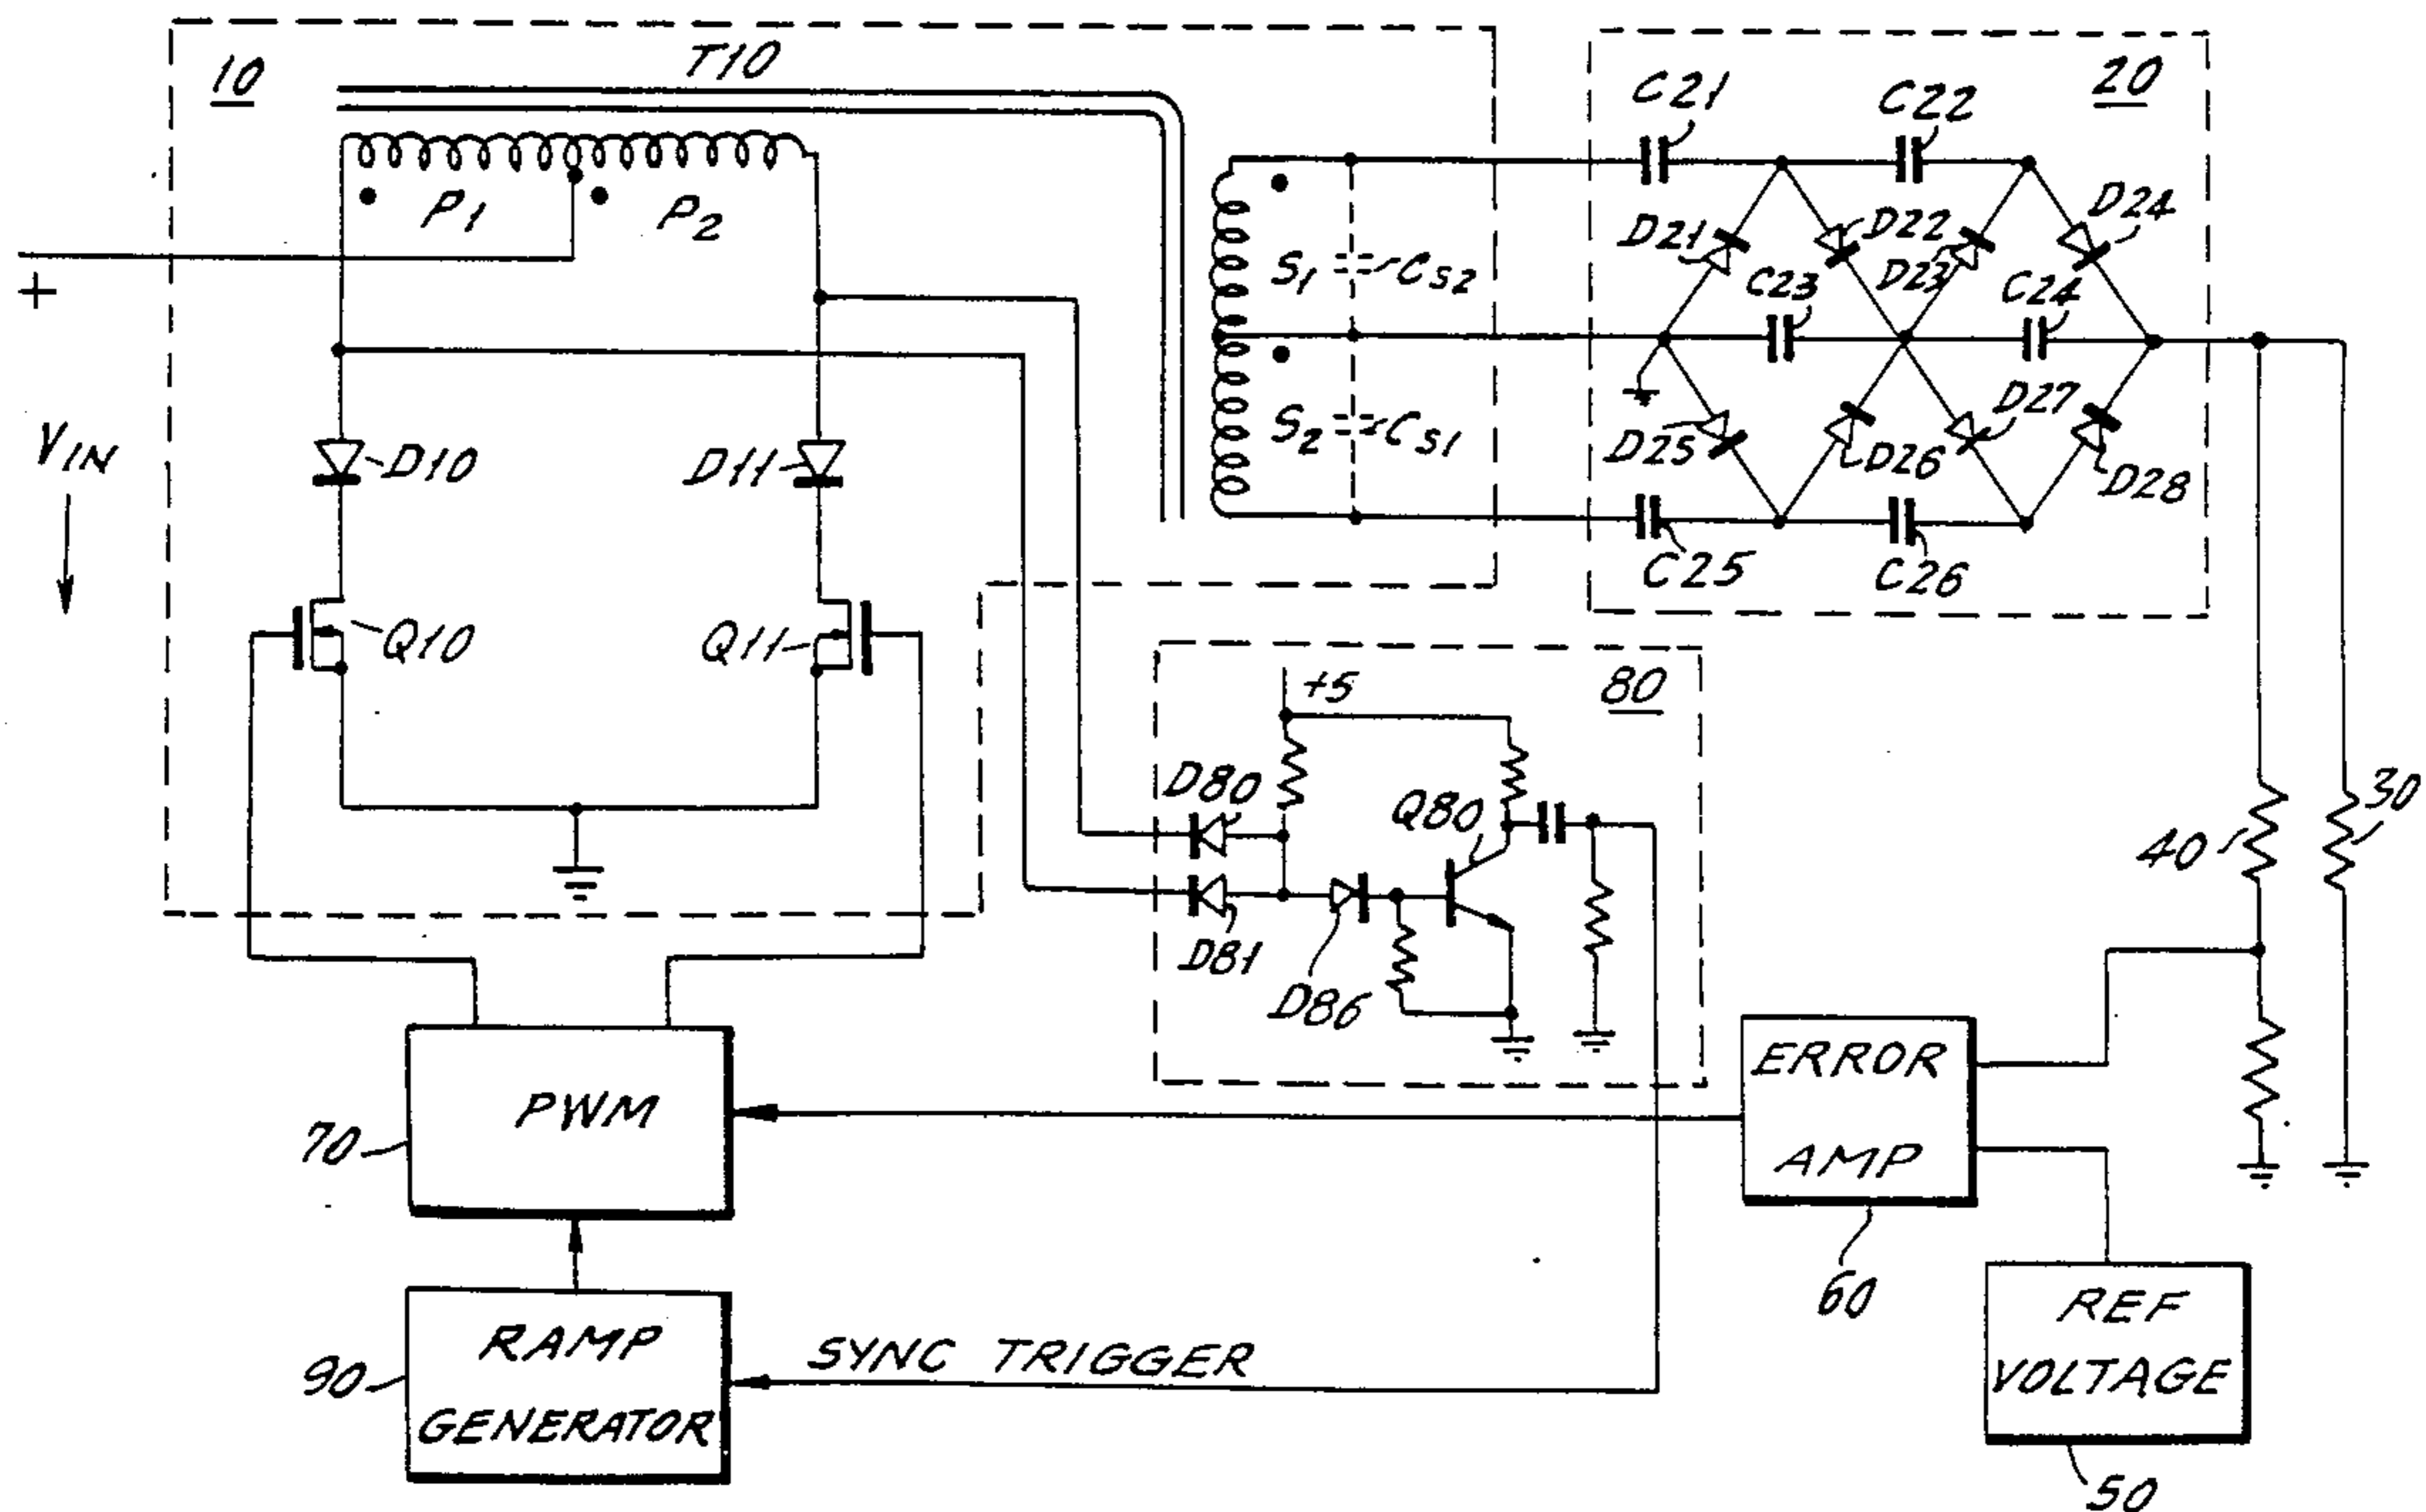 10
T10
C21
C22
20
P1
P2
S1
CS2
D21
D22
D23
D24
C23
C24
+
VIN
D10
D11
S2
CS1
D25
D26
D27
D28
C25
C26
Q10
Q11
+5
80
D80
Q80
D81
D86
40
30
PWM
70
ERROR
AMP
60
RAMP
GENERATOR
90
SYNC TRIGGER
REF
VOLTAGE
50